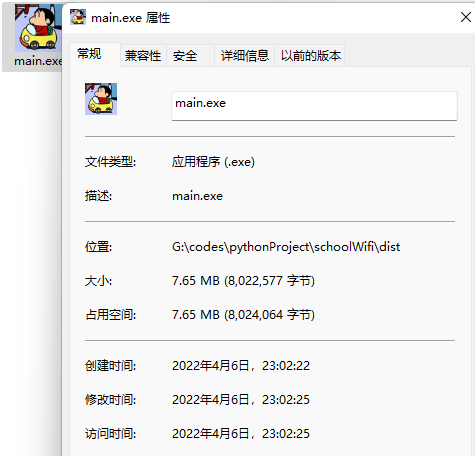 main.exe 属性
main.exe
常规 兼容性 安全 详细信息 以前的版本
main.exe
文件类型: 应用程序 (.exe)
描述: main.exe
位置: G:\codes\pythonProject\schoolWifi\dist
大小: 7.65 MB (8,022,577 字节)
占用空间: 7.65 MB (8,024,064 字节)
创建时间: 2022年4月6日，23:02:22
修改时间: 2022年4月6日，23:02:25
访问时间: 2022年4月6日，23:02:25